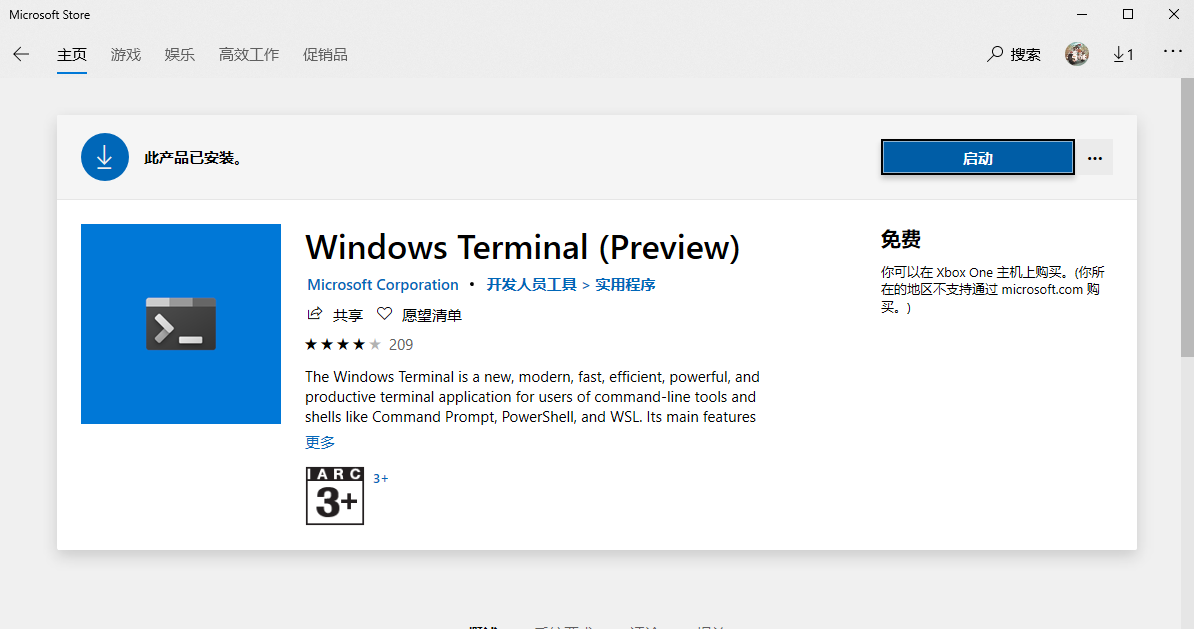 Microsoft Store
主页 游戏 娱乐 高效工作 促销品 搜索 1
此产品已安装。 启动
Windows Terminal (Preview)
Microsoft Corporation • 开发人员工具 > 实用程序
共享 愿望清单
209
The Windows Terminal is a new, modern, fast, efficient, powerful, and
productive terminal application for users of command-line tools and
shells like Command Prompt, PowerShell, and WSL. Its main features
更多
IARC
3+
3+
免费
你可以在 Xbox One 主机上购买。(你所
在的地区不支持通过 microsoft.com 购
买。)